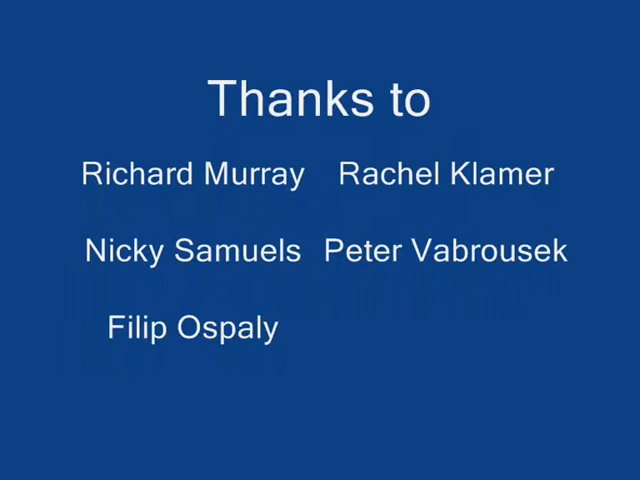 Thanks to
Richard Murray Rachel Klamer
Nicky Samuels Peter Vabrousek
Filip Ospaly